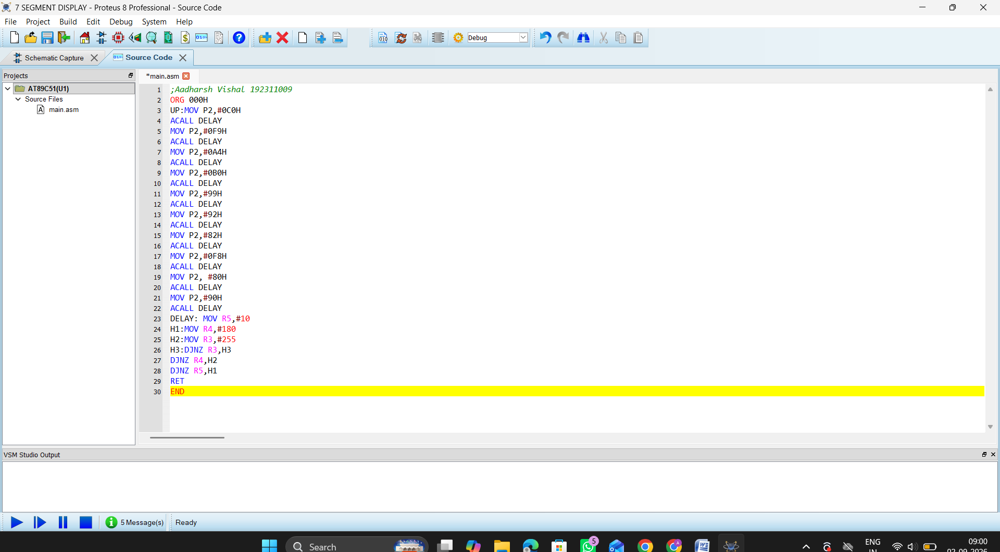 7 SEGMENT DISPLAY - Proteus 8 Professional - Source Code
File Project Build Edit Debug System Help
Debug
Schematic Capture Source Code
Projects
AT89C51(U1)
Source Files
main.asm
*main.asm
1 ;Aadharsh Vishal 192311009
2 ORG 000H
3 UP:MOV P2,#0C0H
4 ACALL DELAY
5 MOV P2,#0F9H
6 ACALL DELAY
7 MOV P2,#0A4H
8 ACALL DELAY
9 MOV P2,#0B0H
10 ACALL DELAY
11 MOV P2,#99H
12 ACALL DELAY
13 MOV P2,#92H
14 ACALL DELAY
15 MOV P2,#82H
16 ACALL DELAY
17 MOV P2,#0F8H
18 ACALL DELAY
19 MOV P2, #80H
20 ACALL DELAY
21 MOV P2,#90H
22 ACALL DELAY
23 DELAY: MOV R5,#10
24 H1:MOV R4,#180
25 H2:MOV R3,#255
26 H3:DJNZ R3,H3
27 DJNZ R4,H2
28 DJNZ R5,H1
29 RET
30 END
VSM Studio Output
5 Message(s) Ready
Search
5
A
ENG
IN
09:00
02-09-2026